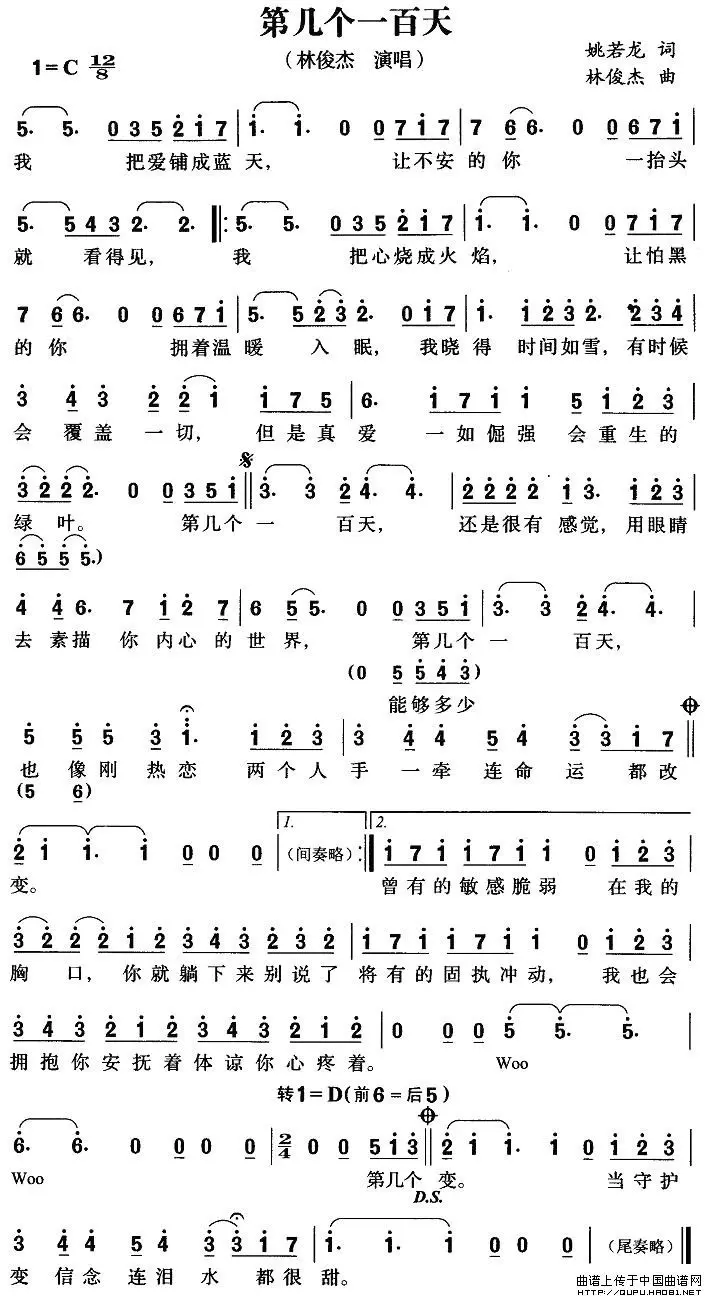 第几个一百天
(林俊杰 演唱)
姚若龙 词
1=C 12/8
林俊杰 曲
5· 5· 0 3 5 2 1 7 | 1· 1· 0 0 7 1 7 | 7 6 6· 0 0 6 7 1 |
我 把爱铺成蓝 天, 让不安的你 一抬头
5· 5 4 3 2· 2· ‖: 5· 5· 0 3 5 2 1 7 | 1· 1· 0 0 7 1 7 |
就 看得见, 我 把心烧成火焰, 让怕黑
7 6 6· 0 0 6 7 1 | 5· 5 2 3 2· 0 1 7 | 1· 1 2 3 2· 2 3 4 |
的你 拥着温暖 入眠, 我晓得 时间如雪, 有时候
3 4 3 2 2 1 1 7 5 | 6· 1 7 1 1 5 1 2 3 |
会覆盖一切, 但是真爱 一如倔强会重生的
3 2 2 2· 0 0 3 5 1 ‖ 3· 3 2 4· 4· | 2 2 2 2 1 3· 1 2 3 |
绿 叶。 第几个一 百天, 还是很有感觉, 用眼睛
6 5 5 5·)
4 4 6· 7 1 2 7 | 6 5 5· 0 0 3 5 1 | 3· 3 2 4· 4· |
去素描 你内心的世界, 第几个一 百天,
(0 5 5 4 3)
能够多少
5 5 5 3 1· 1 2 3 | 3 4 4 5 4 3 3 1 7 ‖
也像刚热恋 两个人手一牵连命运都改
(5 6)
2 1 1· 1 0 0 0 | 1. (间奏略) :‖ 2. 1 7 1 1 7 1 1 0 1 2 3 |
变。 曾有的敏感脆弱 在我的
3 2 2 2 1 2 3 4 3 2 3 2 | 1 7 1 1 7 1 1 0 1 2 3 |
胸 口, 你就躺下来别说了 将有的固执冲动, 我也会
3 4 3 2 1 2 3 4 3 2 1 2 | 0 0 0 5 5 5· |
拥抱你安抚着体谅你心疼着。 Woo
转1=D(前6=后5)
6· 6· 0 0 0 0 | 2/4 0 0 5 1 3 ‖ 2 1 1· 1 0 1 2 3 |
Woo 第几个 变。 当守护
D.S.
3 4 4 5 4 3 3 1 7 | 1· 1· 1· 1 0 0 0 | (尾奏略) ‖
变信念连泪水都很甜。
曲谱上传于中国曲谱网
HTTP://QUPU.HAO81.NET